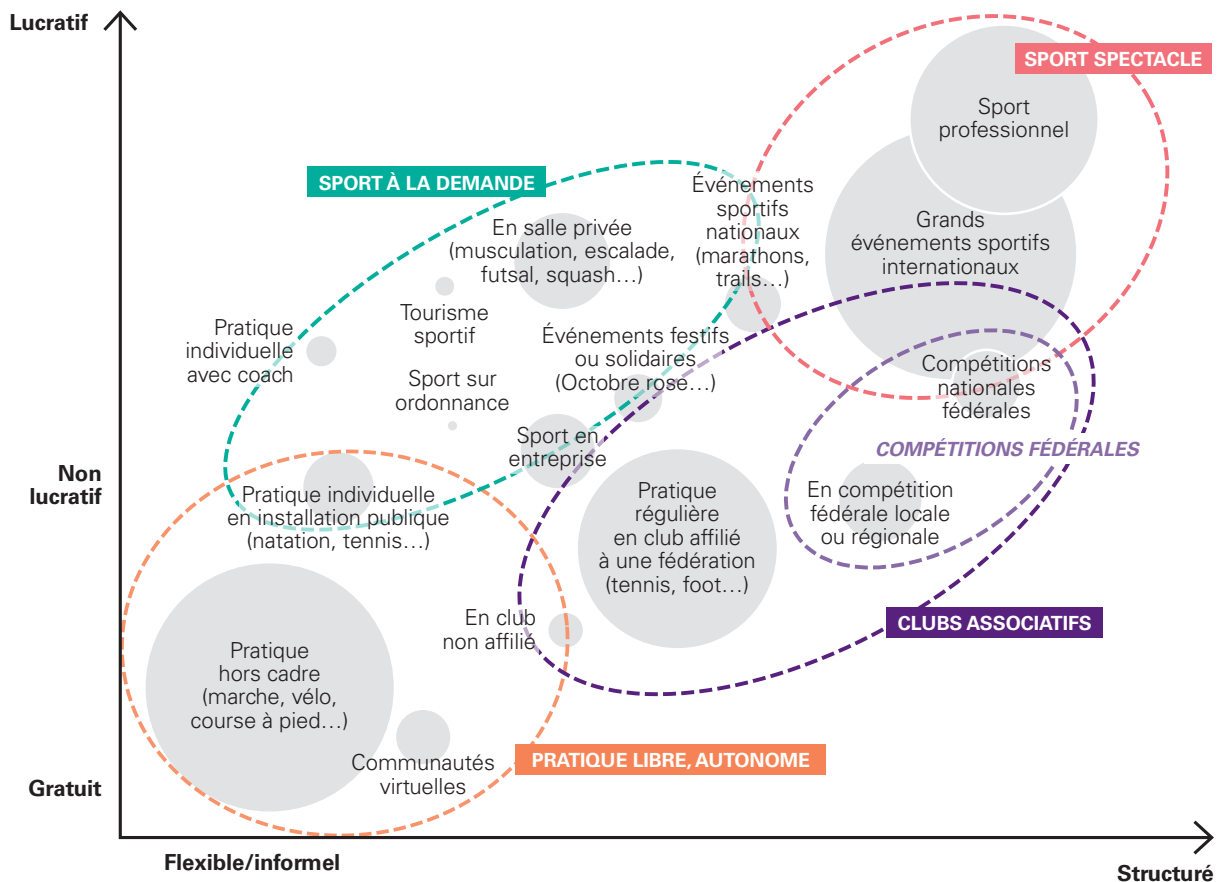 Lucratif
SPORT SPECTACLE
Sport
professionnel
SPORT À LA DEMANDE
Événements
sportifs
nationaux
(marathons,
trails…)
En salle privée
(musculation, escalade,
futsal, squash…)
Grands
événements sportifs
internationaux
Tourisme
sportif
Pratique
individuelle
avec coach
Événements festifs
ou solidaires
(Octobre rose…)
Sport sur
ordonnance
Compétitions
nationales
fédérales
Sport en
entreprise
COMPÉTITIONS FÉDÉRALES
Non
lucratif
Pratique individuelle
en installation publique
(natation, tennis…)
Pratique
régulière
en club affilié
à une fédération
(tennis, foot…)
En compétition
fédérale locale
ou régionale
En club
non affilié
CLUBS ASSOCIATIFS
Pratique
hors cadre
(marche, vélo,
course à pied…)
Communautés
virtuelles
PRATIQUE LIBRE, AUTONOME
Gratuit
Flexible/informel
Structuré